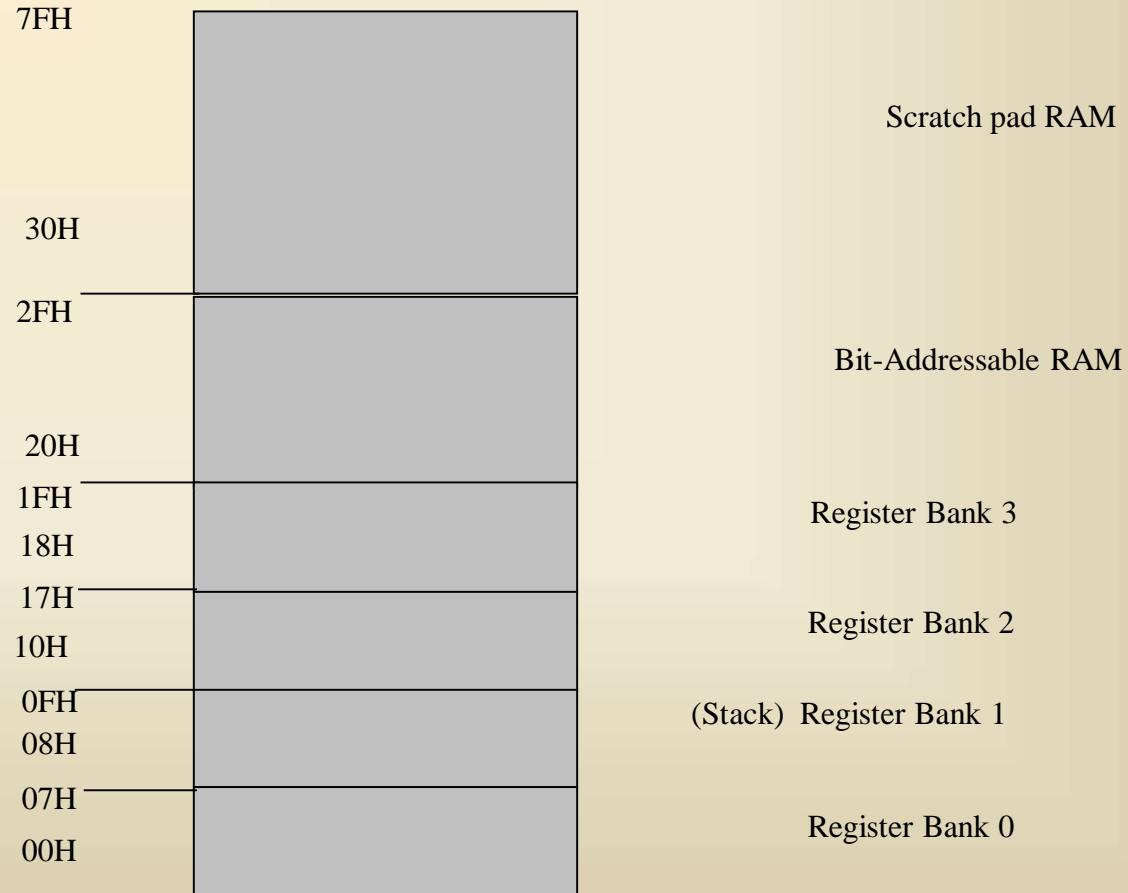 7FH
Scratch pad RAM
30H
2FH
Bit-Addressable RAM
20H
1FH
Register Bank 3
18H
17H
Register Bank 2
10H
0FH
(Stack) Register Bank 1
08H
07H
Register Bank 0
00H